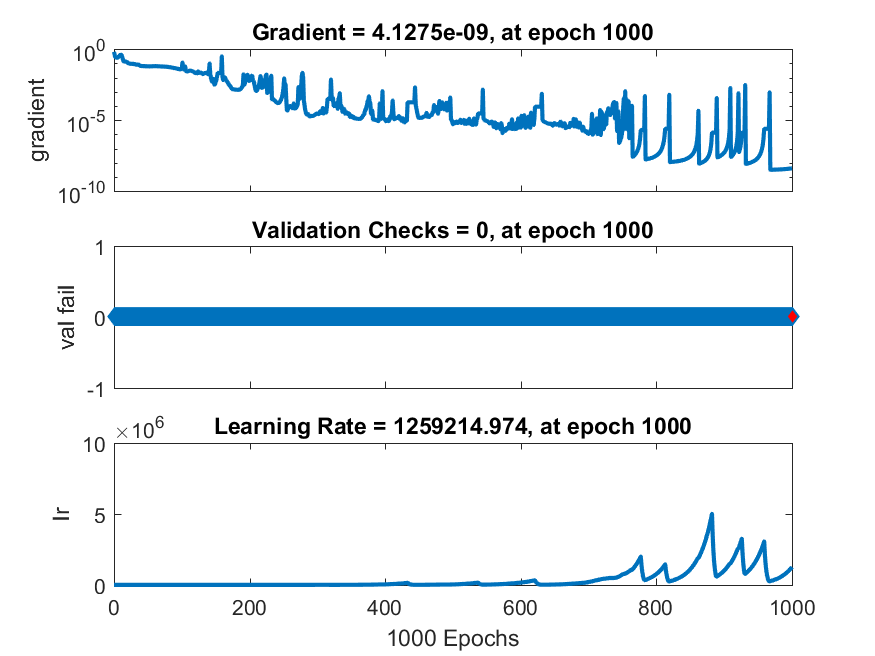 Gradient = 4.1275e-09, at epoch 1000
10^0
10^-5
10^-10
gradient
Validation Checks = 0, at epoch 1000
1
0
-1
val fail
Learning Rate = 1259214.974, at epoch 1000
×10^6
10
5
0
lr
0 200 400 600 800 1000
1000 Epochs